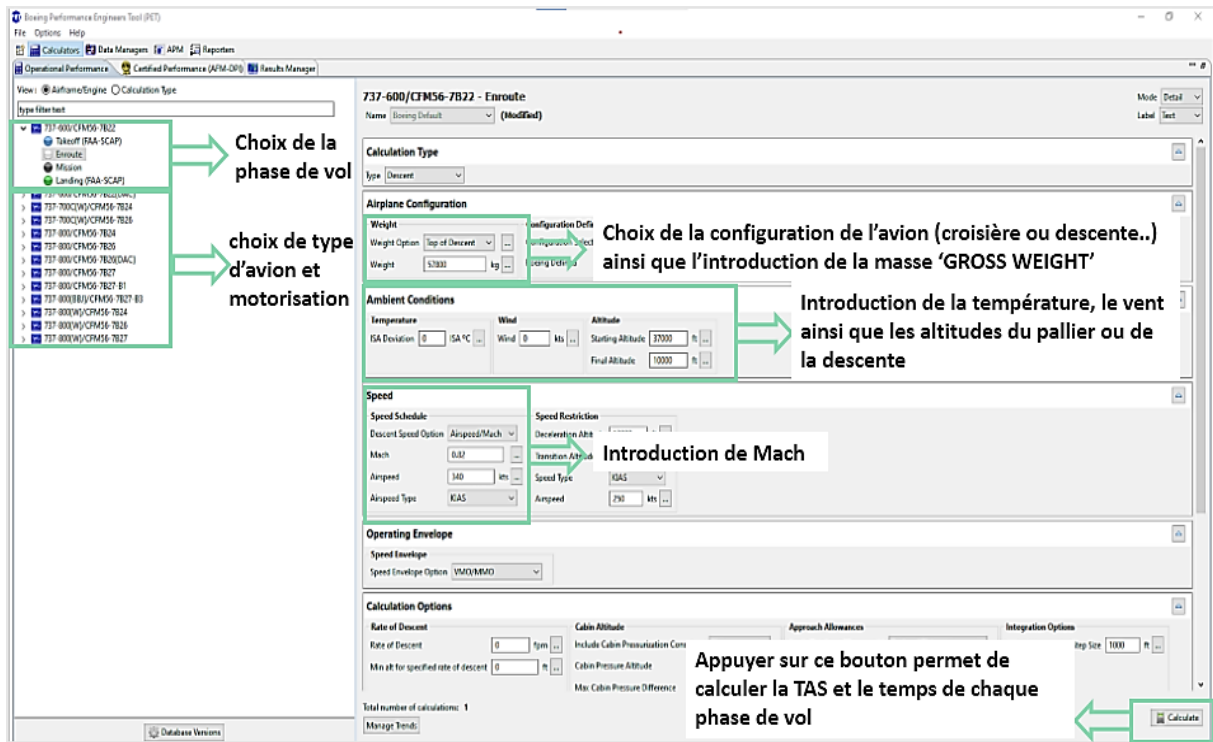 Boeing Performance Engineers Tool (PET)
File Options Help
Calculators Data Managers APM Reporters
Operational Performance Certified Performance (AFM-DPI) Results Manager
View: Airframe/Engine Calculation Type
type filter text
737-600/CFM56-7B22
Takeoff (FAA-SCAP)
Enroute
Mission
Landing (FAA-SCAP)
Choix de la
phase de vol
737-700C(W)/CFM56-7B24
737-700C(W)/CFM56-7B26
737-800/CFM56-7B24
737-800/CFM56-7B26
737-800/CFM56-7B26(DAC)
737-800/CFM56-7B27
737-800/CFM56-7B27-B1
737-800(BBJ)/CFM56-7B27-B3
737-800(W)/CFM56-7B24
737-800(W)/CFM56-7B26
737-800(W)/CFM56-7B27
choix de type
d'avion et
motorisation
Database Versions
737-600/CFM56-7B22 - Enroute
Mode Detail
Name Boeing Default (Modified)
Label Text
Calculation Type
Type Descent
Airplane Configuration
Weight
Weight Option Top of Descent ...
Weight 57800 kg ...
Choix de la configuration de l'avion (croisière ou descente..)
ainsi que l'introduction de la masse 'GROSS WEIGHT'
Ambient Conditions
Temperature Wind Altitude
ISA Deviation 0 ISA °C ... Wind 0 kts ... Starting Altitude 37000 ft ...
Final Altitude 10000 ft ...
Introduction de la température, le vent
ainsi que les altitudes du pallier ou de
la descente
Speed
Speed Schedule Speed Restriction
Descent Speed Option Airspeed/Mach
Mach 0.82 ...
Airspeed 340 kts ... Speed Type KIAS
Airspeed Type KIAS Airspeed 250 kts ...
Introduction de Mach
Operating Envelope
Speed Envelope
Speed Envelope Option VMO/MMO
Calculation Options
Rate of Descent Cabin Altitude Approach Allowances Integration Options
Rate of Descent 0 fpm ... Include Cabin Pressurization Step Size 1000 ft ...
Min alt for specified rate of descent 0 ft ... Cabin Pressure Altitude
Max Cabin Pressure Difference
Appuyer sur ce bouton permet de
calculer la TAS et le temps de chaque
phase de vol
Total number of calculations: 1
Manage Trends
Calculate